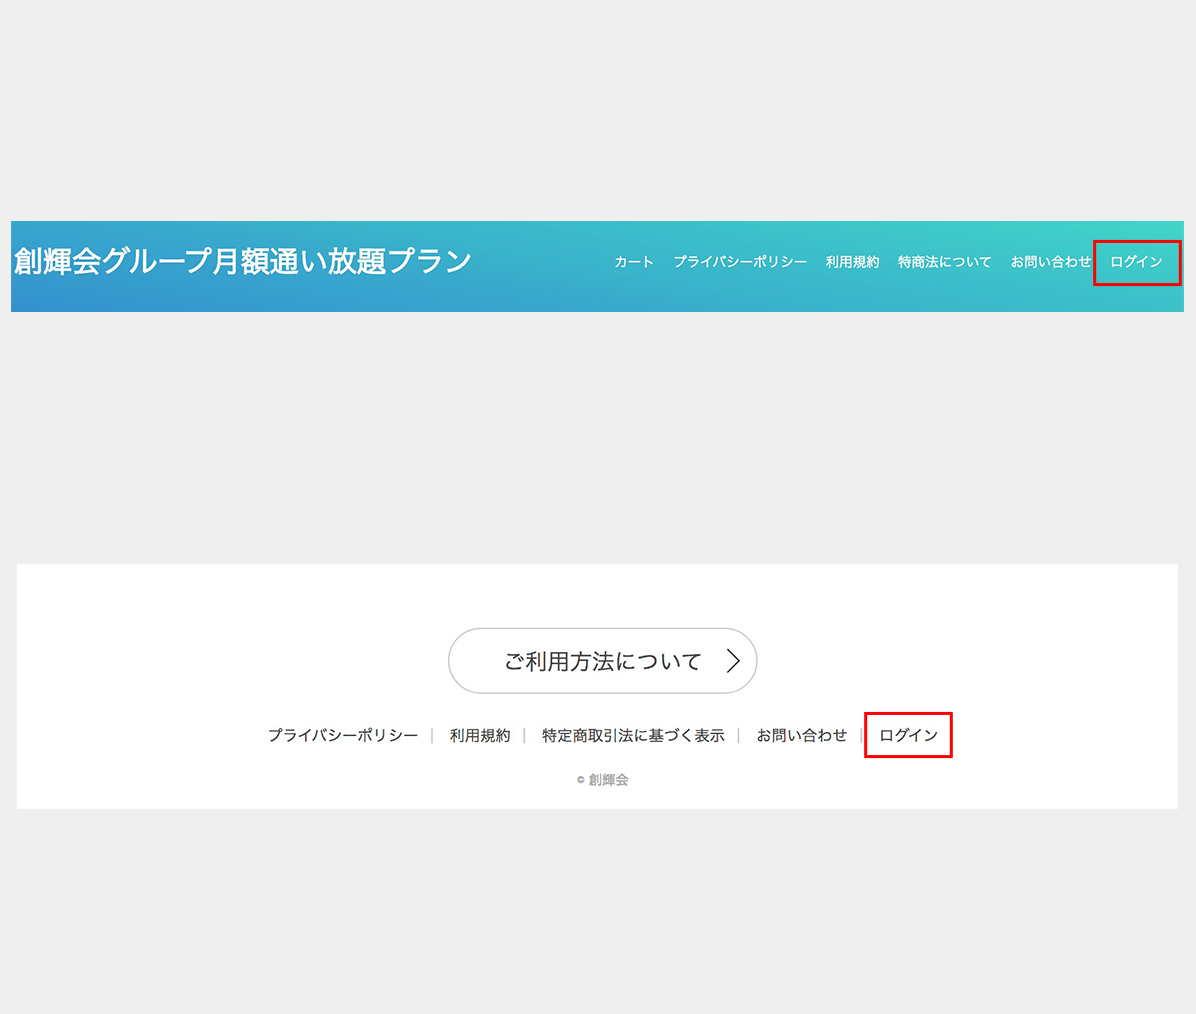 創輝会グループ月額通い放題プラン カート プライバシーポリシー 利用規約 特商法について お問い合わせ ログイン
ご利用方法について
プライバシーポリシー | 利用規約 | 特定商取引法に基づく表示 | お問い合わせ | ログイン
© 創輝会